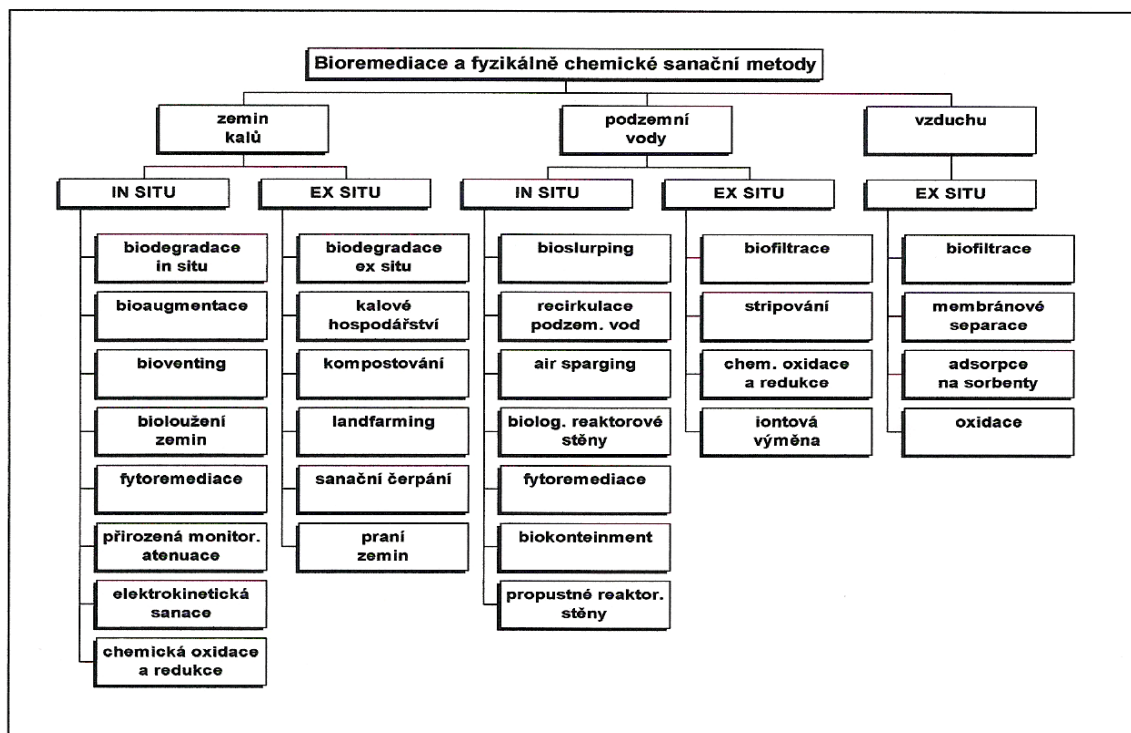 Bioremediace a fyzikálně chemické sanační metody
zemin
kalů
podzemní
vody
vzduchu
IN SITU
EX SITU
IN SITU
EX SITU
EX SITU
biodegradace
in situ
bioaugmentace
bioventing
bioloužení
zemin
fytoremediace
přirozená monitor.
atenuace
elektrokinetická
sanace
chemická oxidace
a redukce
biodegradace
ex situ
kalové
hospodářství
kompostování
landfarming
sanační čerpání
praní
zemin
bioslurping
recirkulace
podzem. vod
air sparging
biolog. reaktorové
stěny
fytoremediace
biokonteinment
propustné reaktor.
stěny
biofiltrace
stripování
chem. oxidace
a redukce
iontová
výměna
biofiltrace
membránové
separace
adsorpce
na sorbenty
oxidace